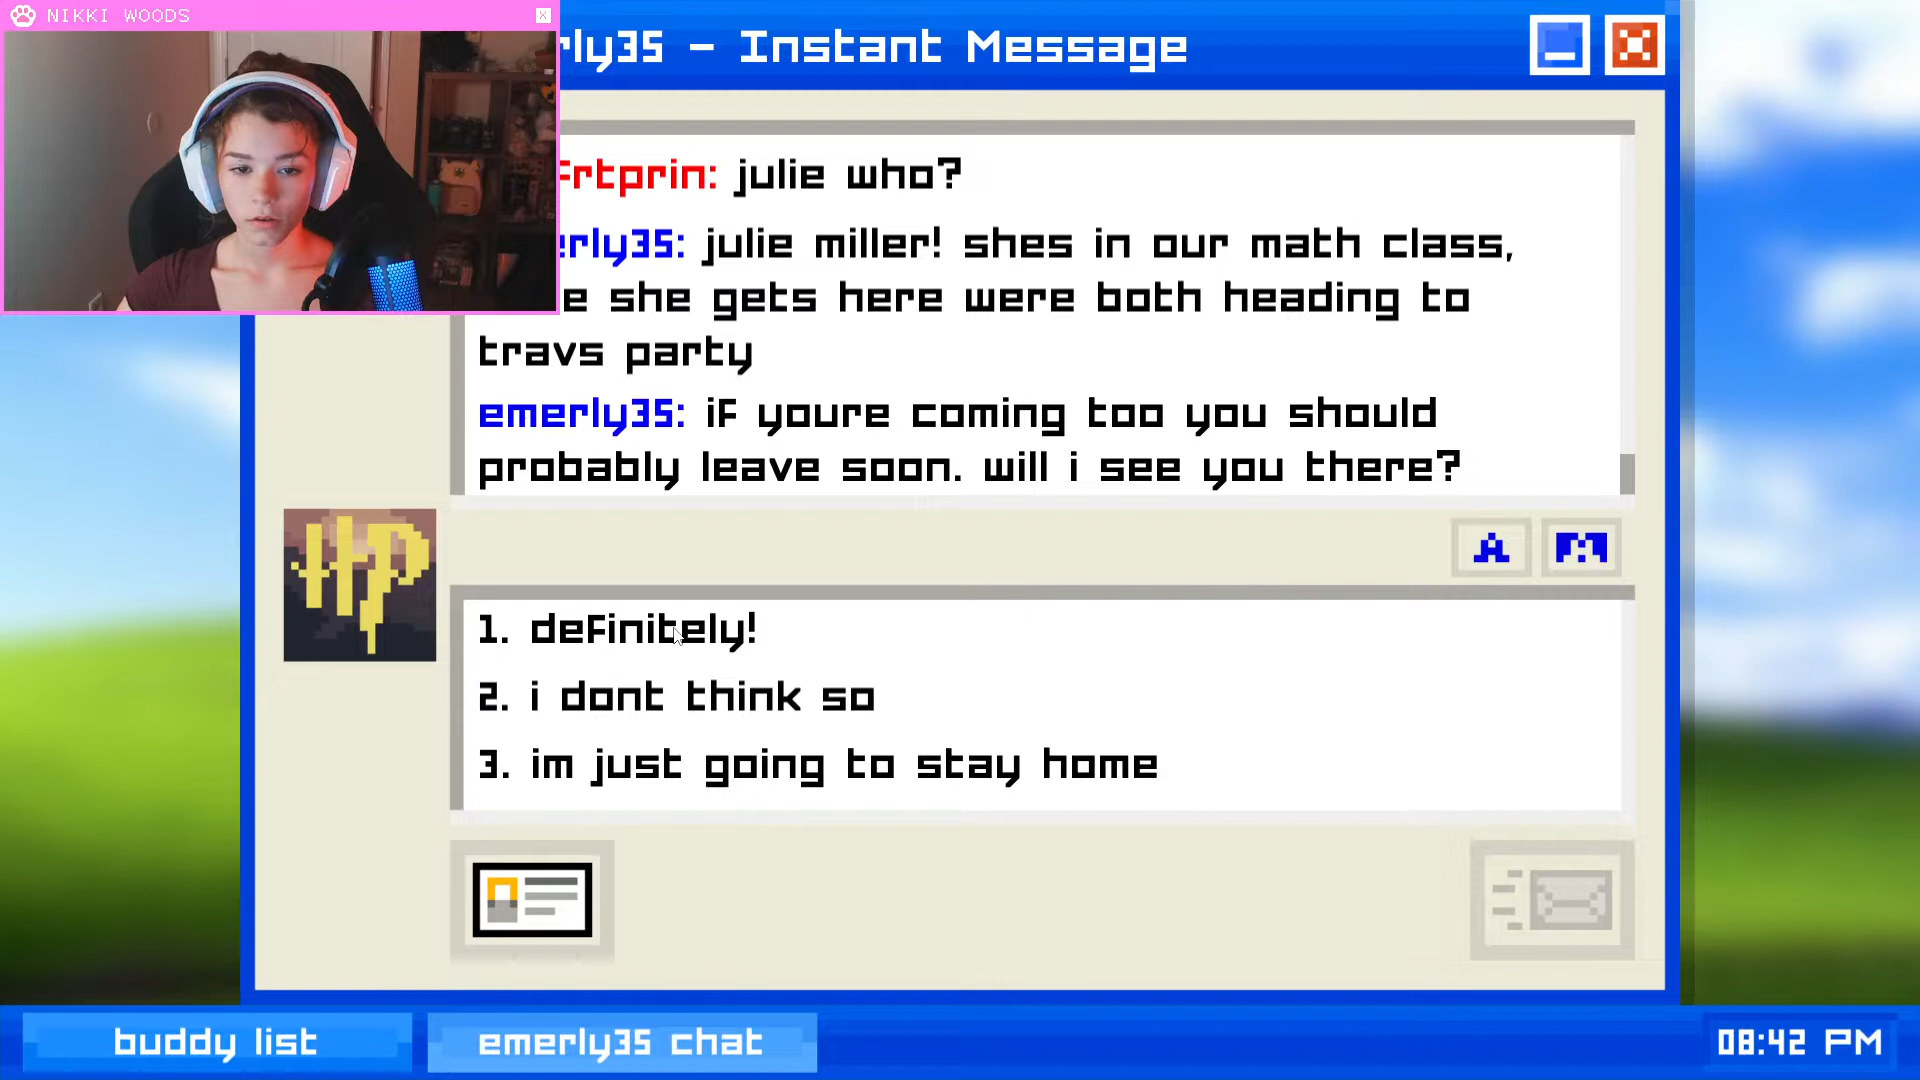 NIKKI WOODS
rly35 - Instant Message
Frtprin: julie who?
erly35: julie miller! shes in our math class,
e she gets here were both heading to
travs party
emerly35: if youre coming too you should
probably leave soon. will i see you there?
HP
A
1. definitely!
2. i dont think so
3. im just going to stay home
buddy list
emerly35 chat
08:42 PM